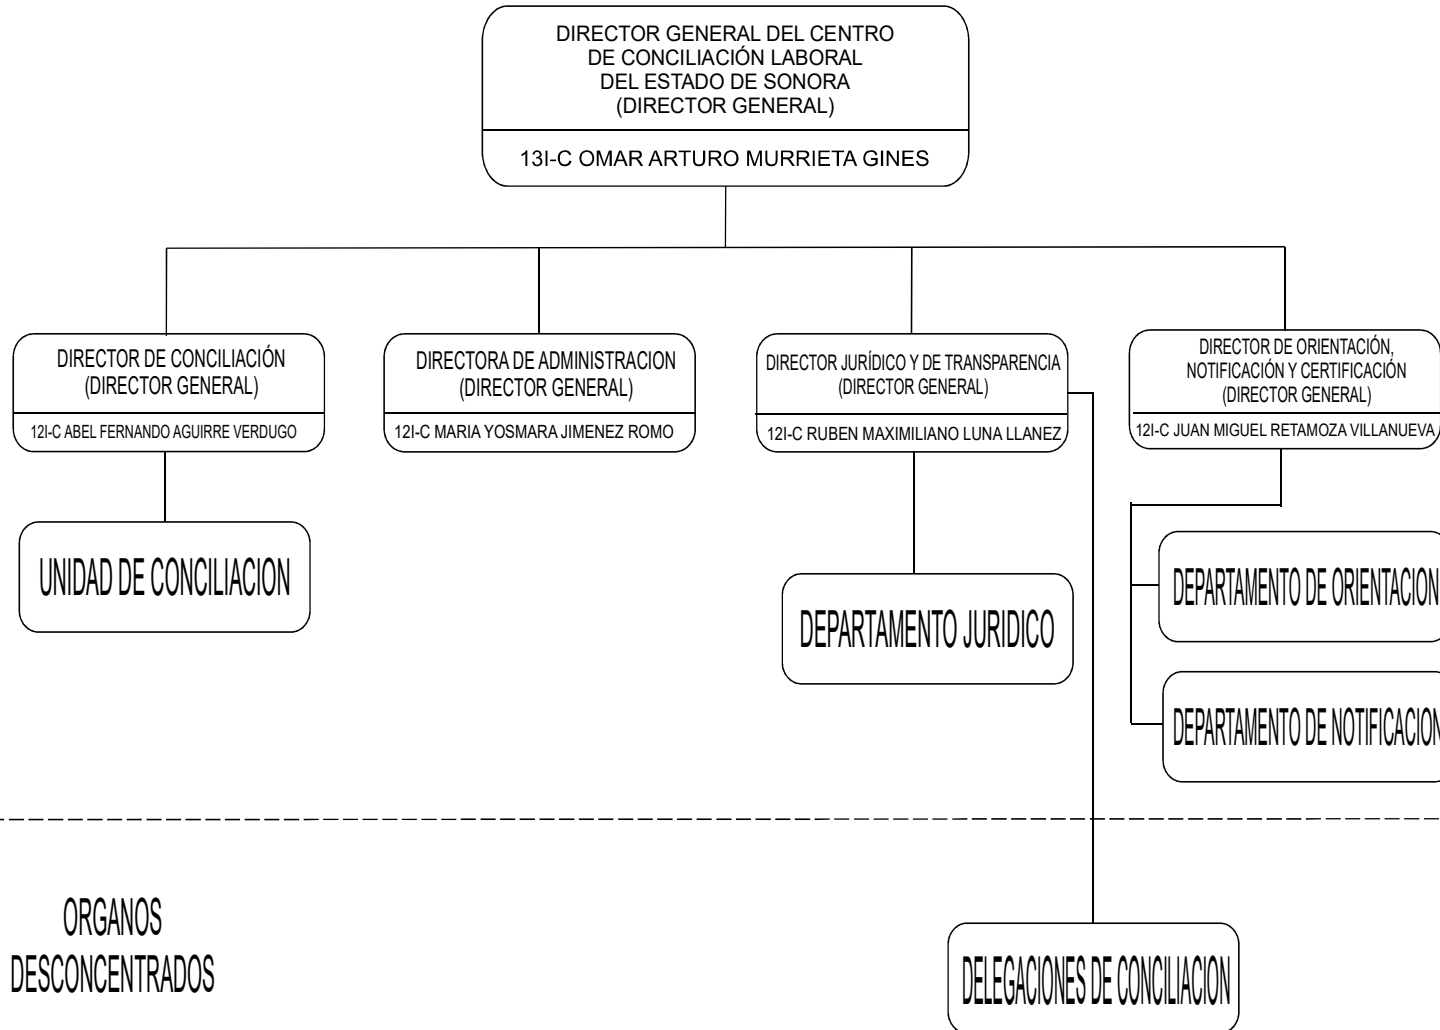 DIRECTOR GENERAL DEL CENTRO
DE CONCILIACIÓN LABORAL
DEL ESTADO DE SONORA
(DIRECTOR GENERAL)
13I-C OMAR ARTURO MURRIETA GINES
DIRECTOR DE CONCILIACIÓN
(DIRECTOR GENERAL)
12I-C ABEL FERNANDO AGUIRRE VERDUGO
DIRECTORA DE ADMINISTRACION
(DIRECTOR GENERAL)
12I-C MARIA YOSMARA JIMENEZ ROMO
DIRECTOR JURÍDICO Y DE TRANSPARENCIA
(DIRECTOR GENERAL)
12I-C RUBEN MAXIMILIANO LUNA LLANEZ
DIRECTOR DE ORIENTACIÓN,
NOTIFICACIÓN Y CERTIFICACIÓN
(DIRECTOR GENERAL)
12I-C JUAN MIGUEL RETAMOZA VILLANUEVA
UNIDAD DE CONCILIACION
DEPARTAMENTO JURIDICO
DEPARTAMENTO DE ORIENTACION
DEPARTAMENTO DE NOTIFICACION
ORGANOS
DESCONCENTRADOS
DELEGACIONES DE CONCILIACION